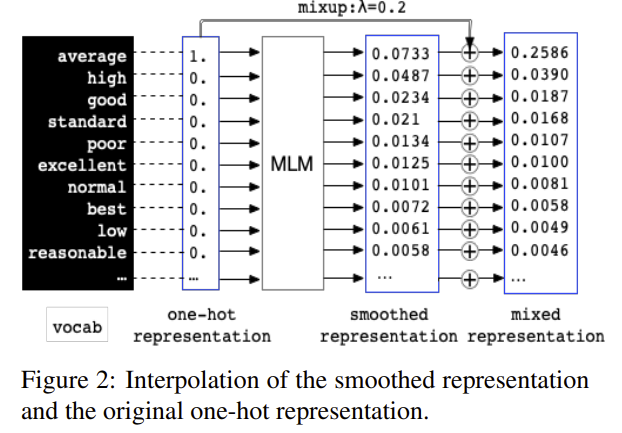 mixup:λ=0.2
average 1. 0.0733 0.2586
high 0. 0.0487 0.0390
good 0. 0.0234 0.0187
standard 0. 0.021 0.0168
poor 0. 0.0134 0.0107
excellent 0. MLM 0.0125 0.0100
normal 0. 0.0101 0.0081
best 0. 0.0072 0.0058
low 0. 0.0061 0.0049
reasonable 0. 0.0058 0.0046
… … … …
vocab
one-hot representation
smoothed representation
mixed representation
Figure 2: Interpolation of the smoothed representation
and the original one-hot representation.